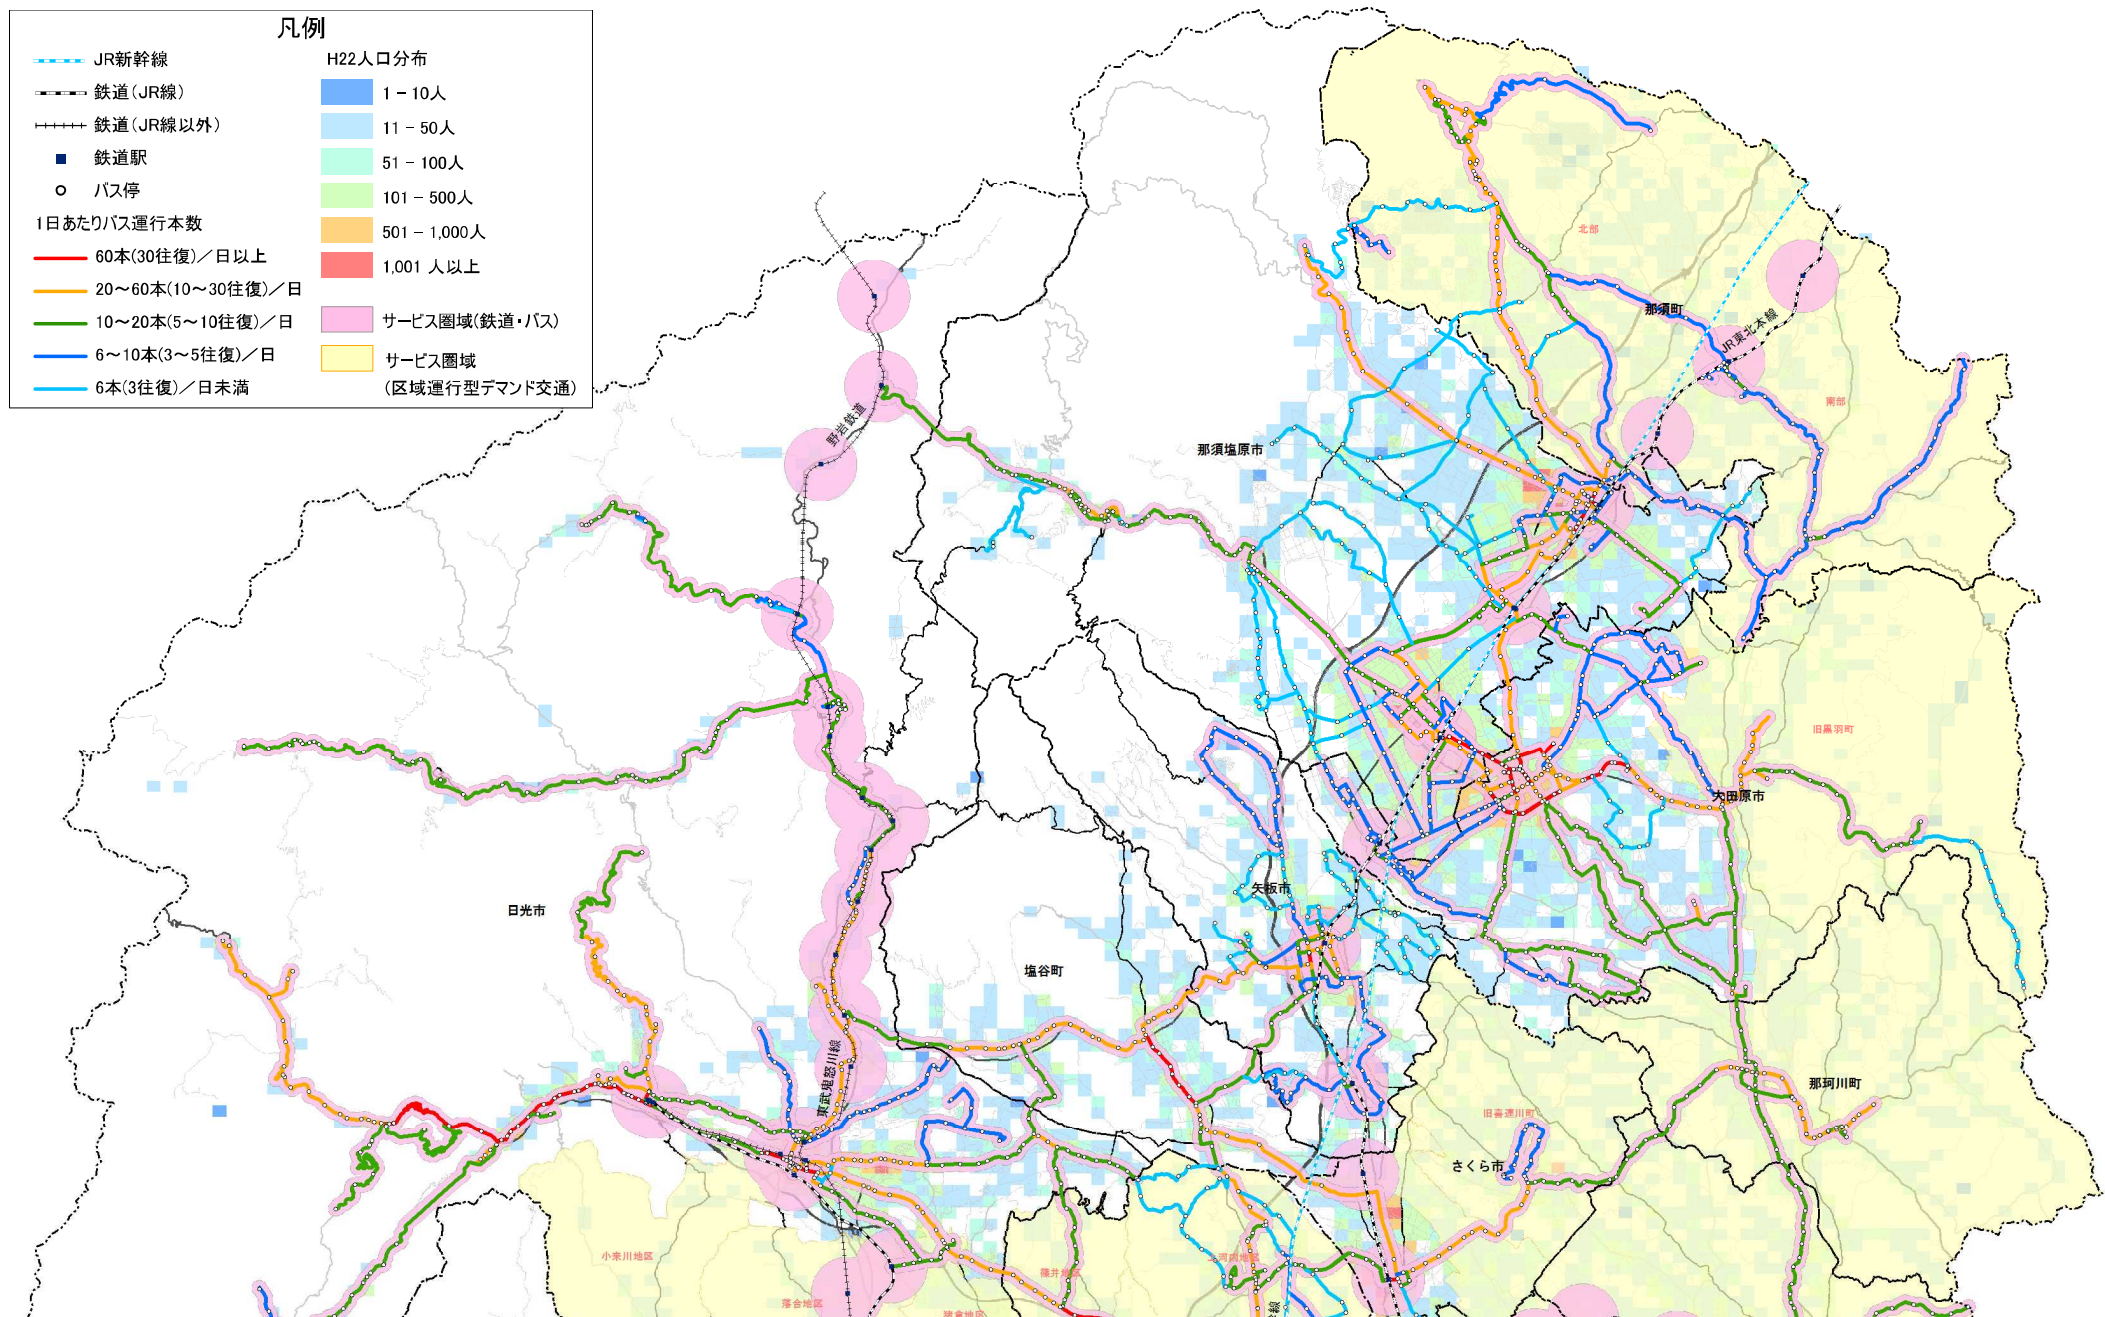 凡例
JR新幹線
鉄道(JR線)
鉄道(JR線以外)
鉄道駅
バス停
1日あたりバス運行本数
60本(30往復)/日以上
20~60本(10~30往復)/日
10~20本(5~10往復)/日
6~10本(3~5往復)/日
6本(3往復)/日未満
H22人口分布
1 - 10人
11 - 50人
51 - 100人
101 - 500人
501 - 1,000人
1,001 人以上
サービス圏域(鉄道・バス)
サービス圏域
(区域運行型デマンド交通)
北部
那須町
JR東北本線
南部
野岩鉄道
那須塩原市
旧黒羽町
大田原市
矢板市
日光市
塩谷町
東武鬼怒川線
那珂川町
旧喜連川町
さくら市
小来川地区
落合地区
篠井地区
猪倉地区
上河内地区